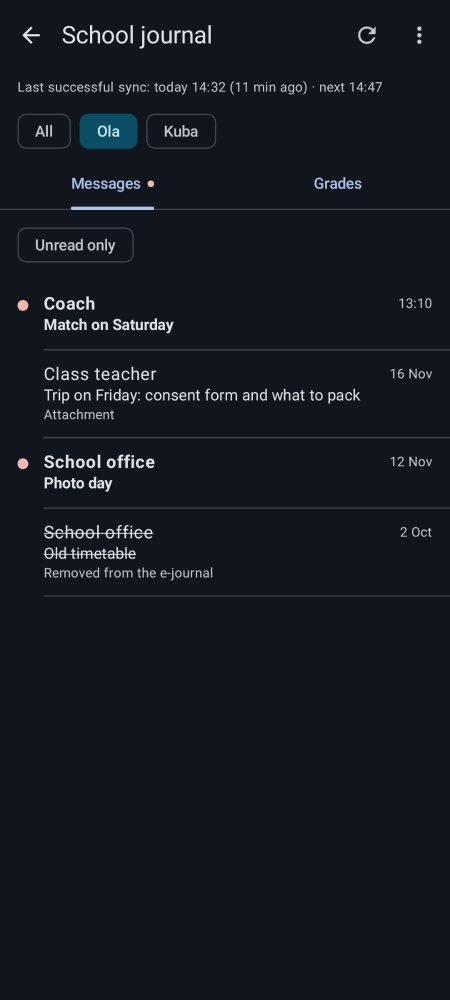 School journal
Last successful sync: today 14:32 (11 min ago) · next 14:47
All Ola Kuba
Messages Grades
Unread only
Coach 13:10
Match on Saturday
Class teacher 16 Nov
Trip on Friday: consent form and what to pack
Attachment
School office 12 Nov
Photo day
School office 2 Oct
Old timetable
Removed from the e-journal